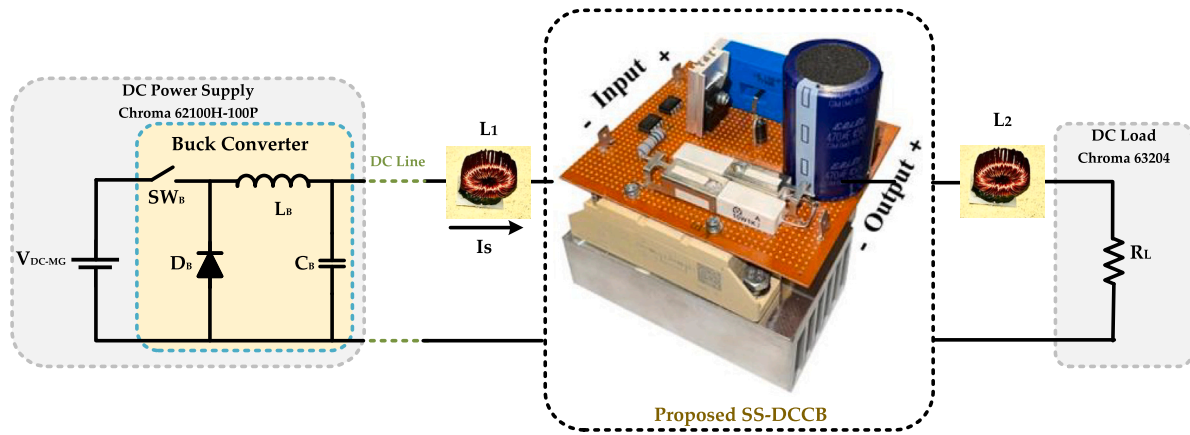 DC Power Supply
Chroma 62100H-100P
Buck Converter
SWB
LB
DB
CB
VDC-MG
DC Line
L1
Is
- Input +
- Output +
Proposed SS-DCCB
L2
DC Load
Chroma 63204
RL